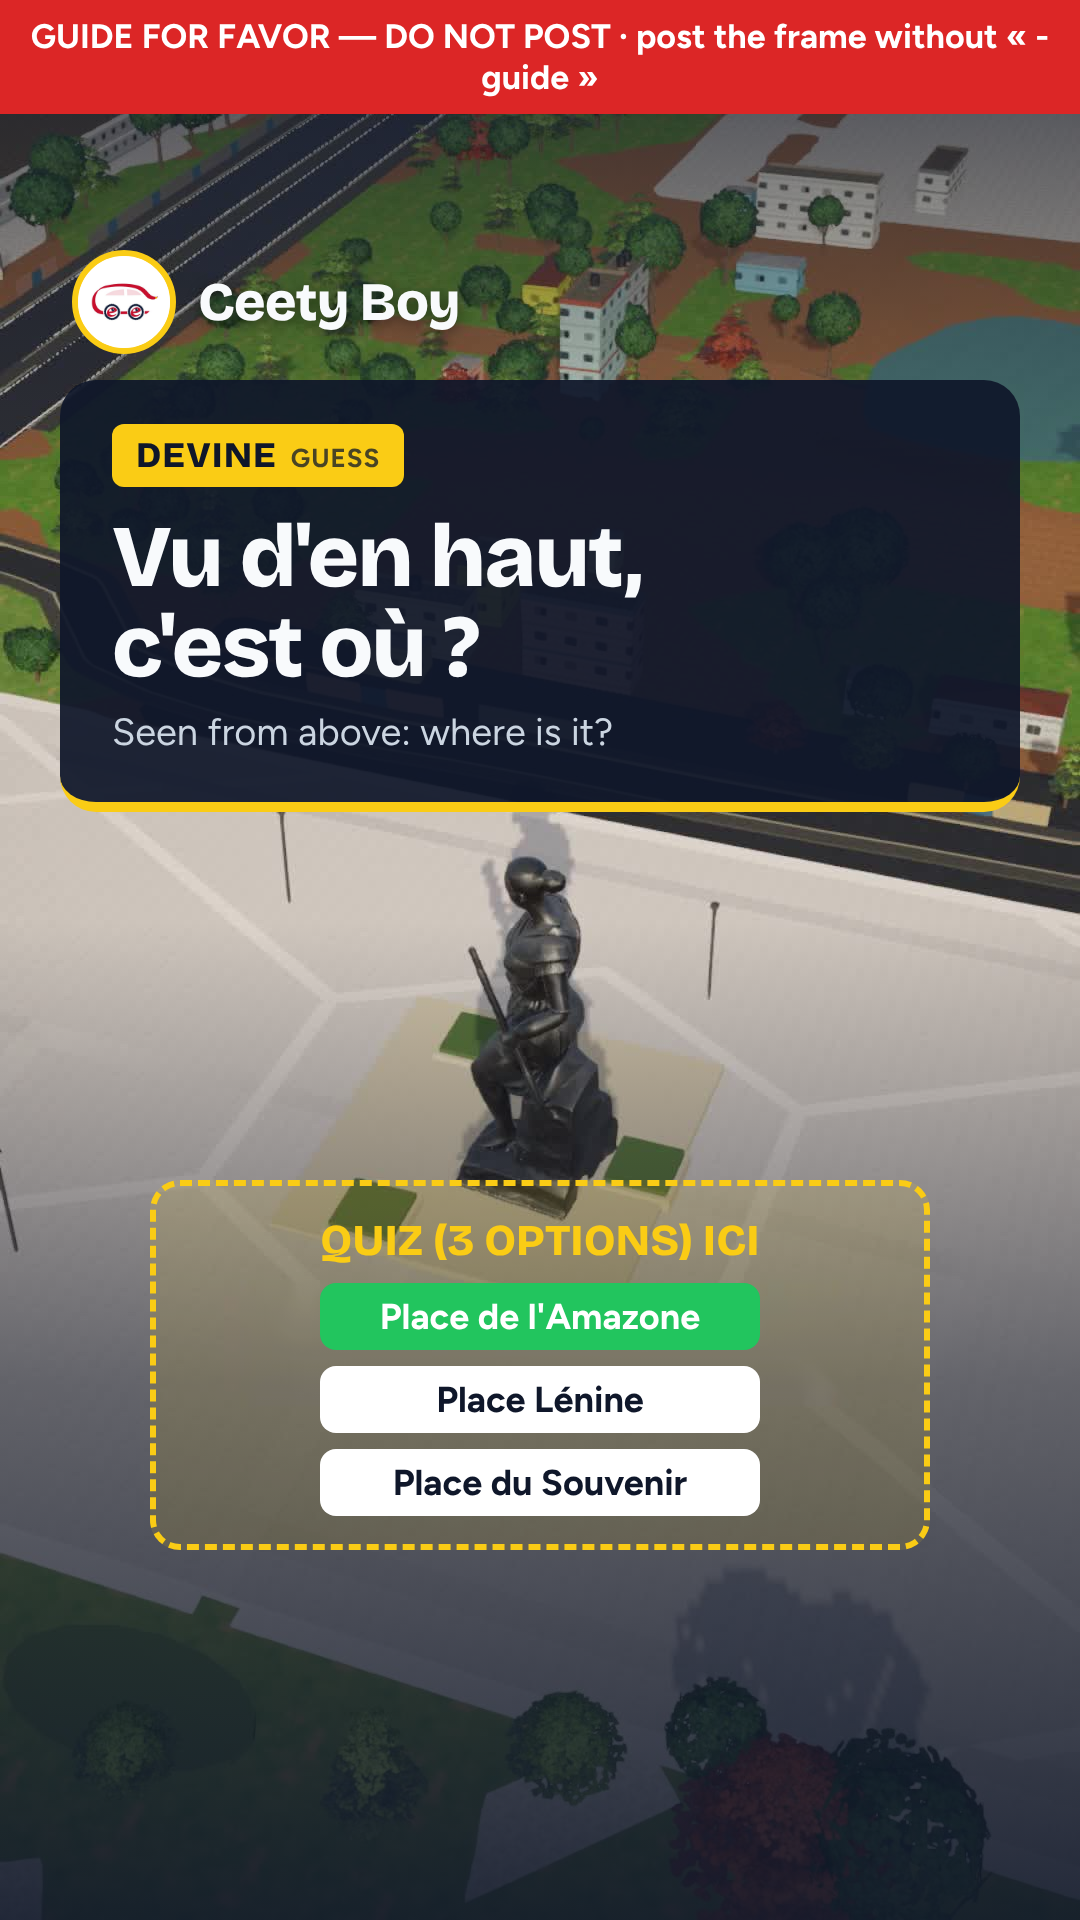 GUIDE FOR FAVOR — DO NOT POST · post the frame without « -
guide »
Ceety Boy
DEVINE GUESS
Vu d'en haut,
c'est où ?
Seen from above: where is it?
QUIZ (3 OPTIONS) ICI
Place de l'Amazone
Place Lénine
Place du Souvenir